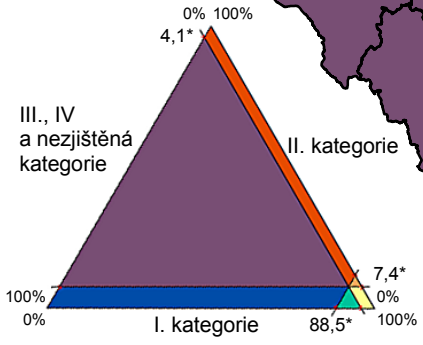 0% 100%
4,1*
III., IV
a nezjištěná
kategorie
II. kategorie
7,4*
100%
0%
0%
100%
I. kategorie
88,5*